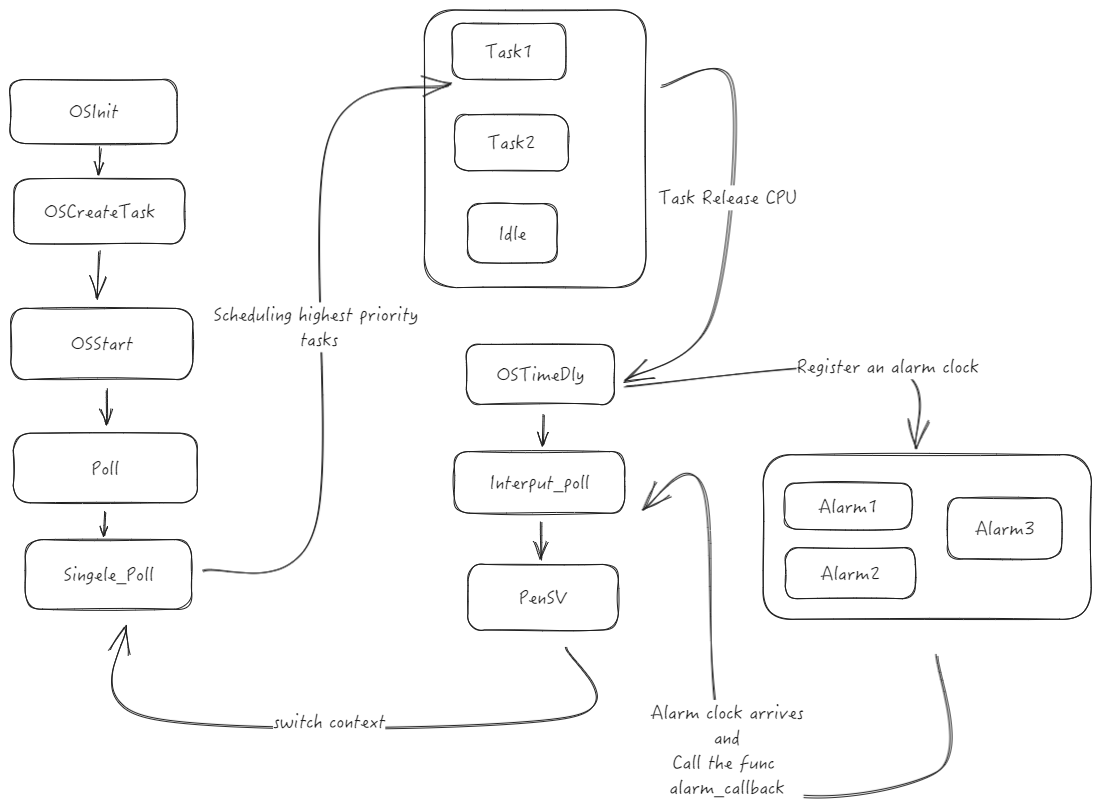 OSInit
OSCreateTask
OSStart
Poll
Singele_Poll
Scheduling highest priority
tasks
Task1
Task2
Idle
Task Release CPU
OSTimeDly
Register an alarm clock
Interput_poll
PenSV
switch context
Alarm1
Alarm2
Alarm3
Alarm clock arrives
and
Call the func
alarm_callback